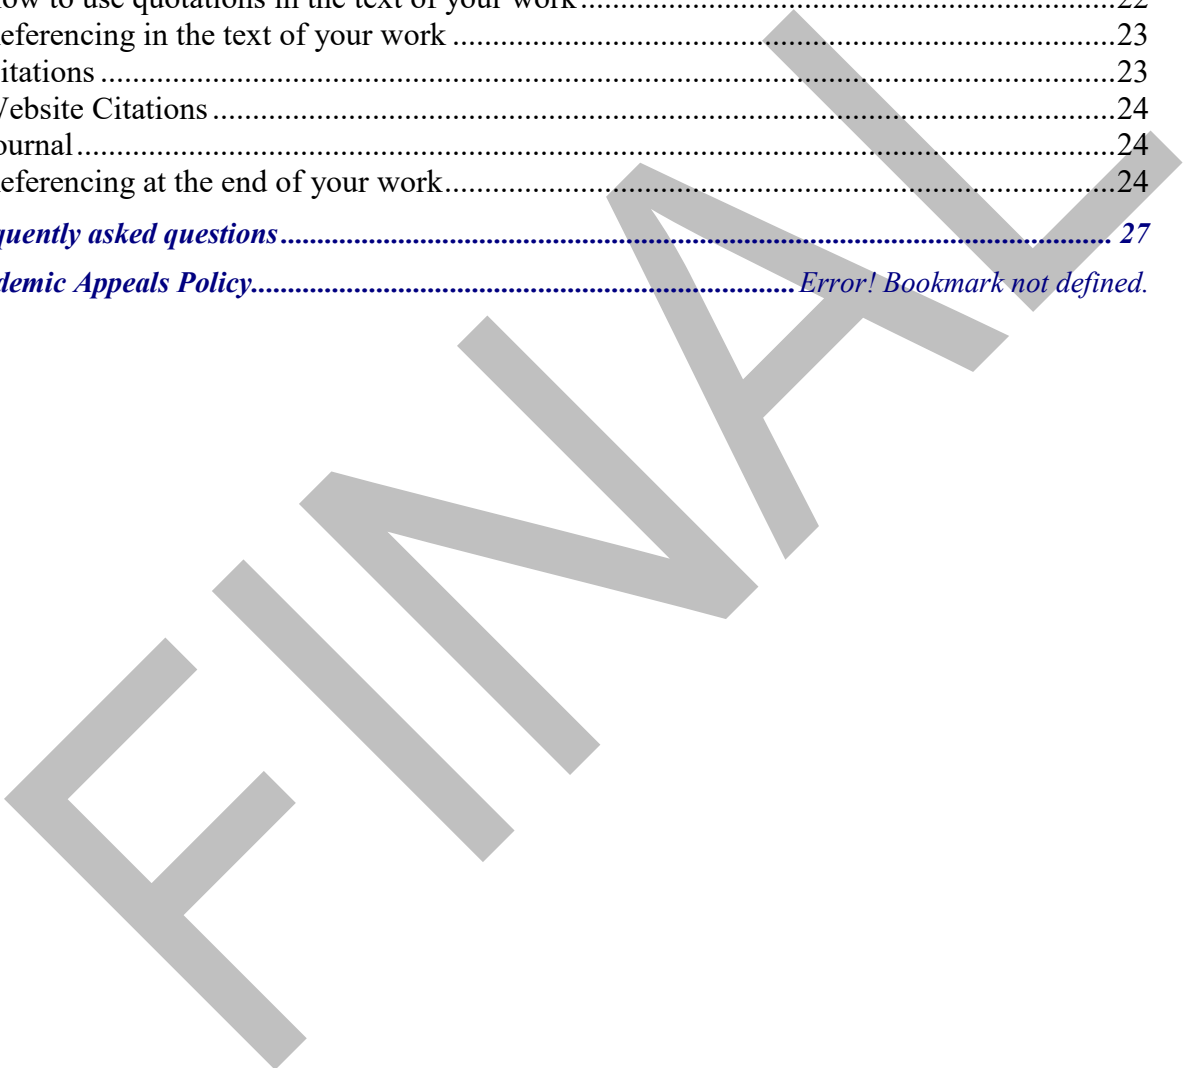 ow to use quotations in the text of your work....................22
eferencing in the text of your work....................23
itations....................23
ebsite Citations....................24
ournal....................24
eferencing at the end of your work....................24
quently asked questions.................... 27
demic Appeals Policy....................Error! Bookmark not defined.
FINAL